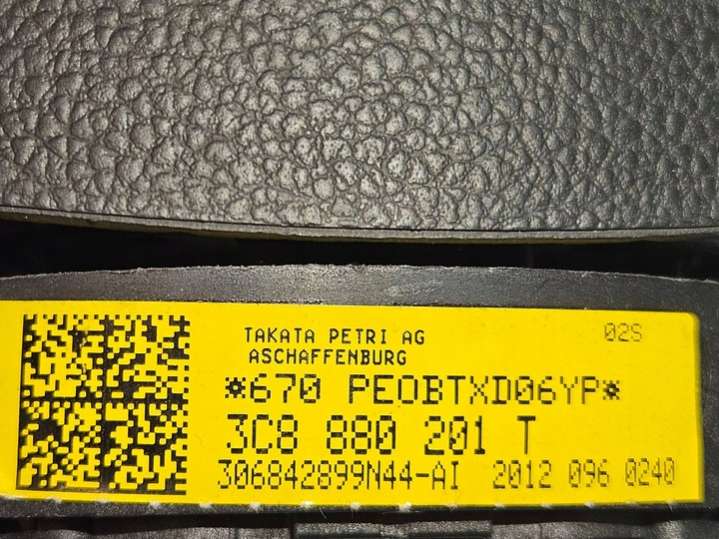 TAKATA PETRI AG
02S
ASCHAFFENBURG
*670 PEOBTXD06YP*
3C8 880 201 T
306842899N44-AI 2012 096 0240